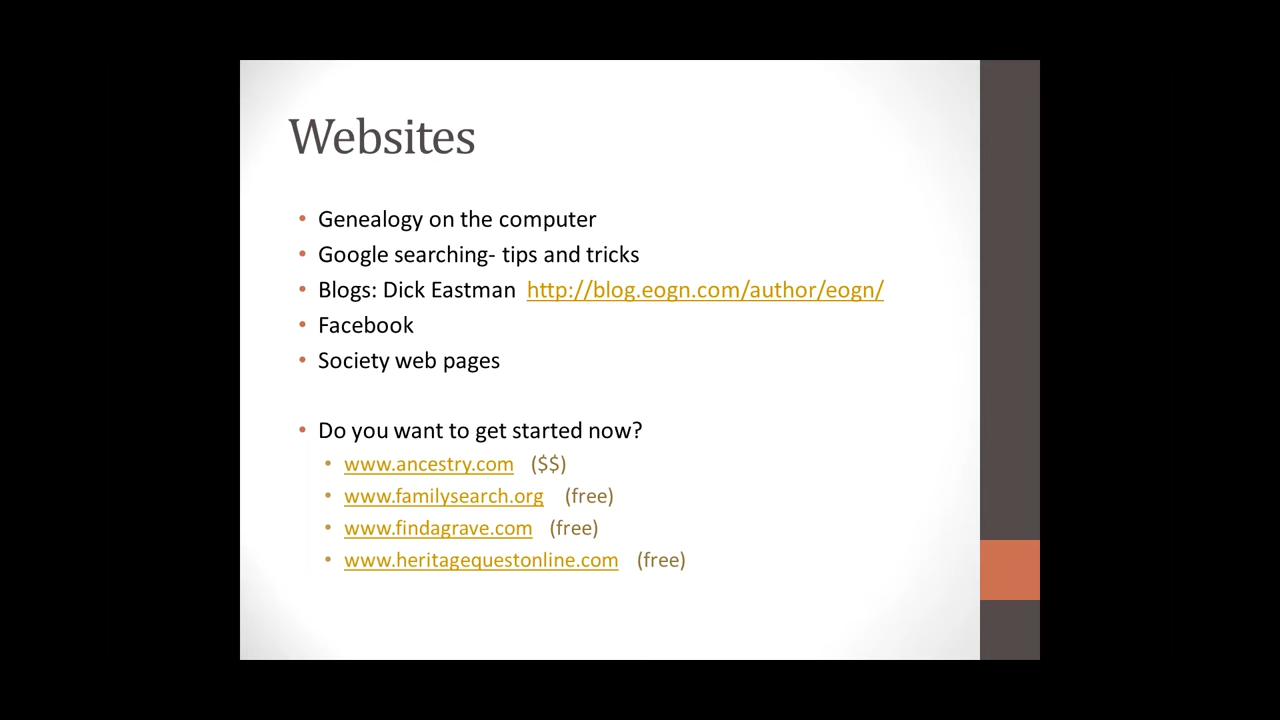 Websites
• Genealogy on the computer
• Google searching- tips and tricks
• Blogs: Dick Eastman http://blog.eogn.com/author/eogn/
• Facebook
• Society web pages
• Do you want to get started now?
• www.ancestry.com ($$)
• www.familysearch.org (free)
• www.findagrave.com (free)
• www.heritagequestonline.com (free)